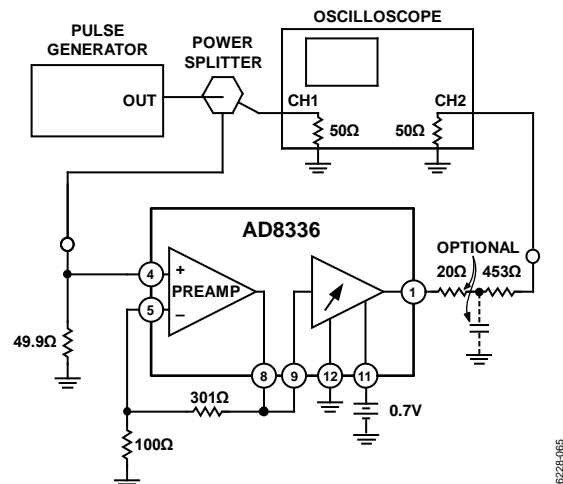 OSCILLOSCOPE
PULSE
GENERATOR
POWER
SPLITTER
OUT
CH1
CH2
50Ω
50Ω
AD8336
OPTIONAL
20Ω
453Ω
4
+
PREAMP
5
–
1
49.9Ω
8
9
12
11
301Ω
0.7V
100Ω
6228-065